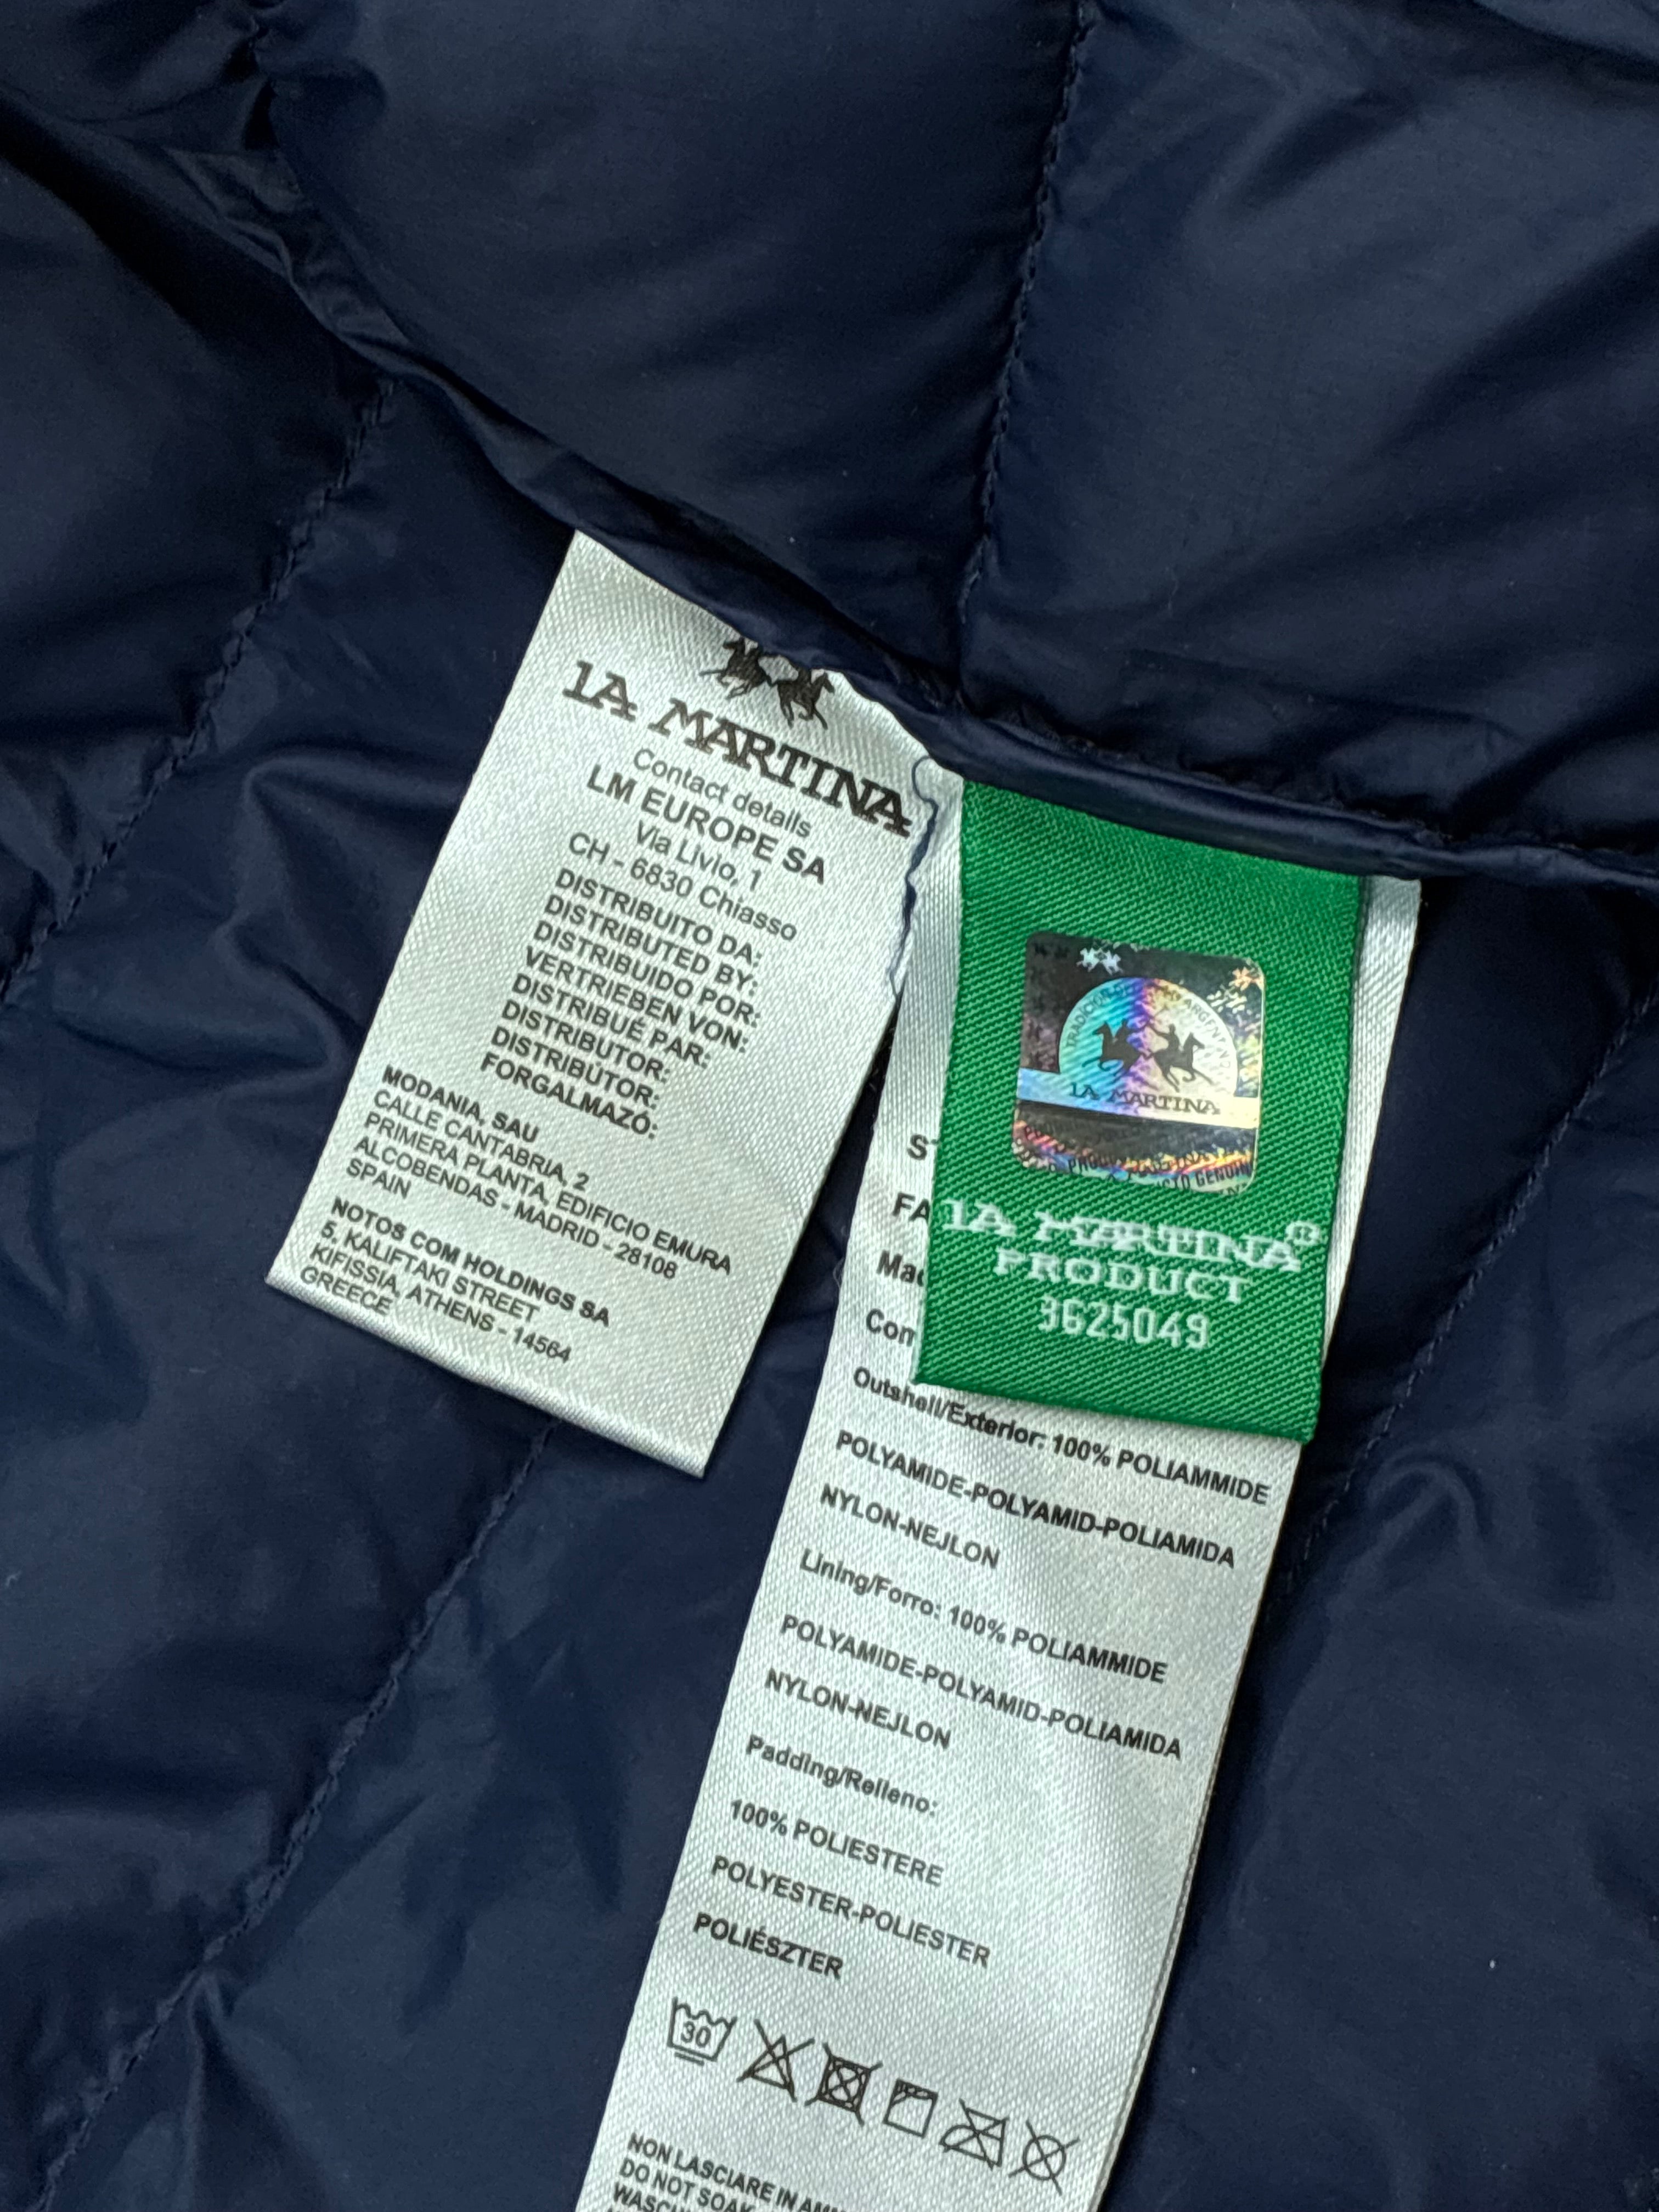 LA MARTINA
Contact details
LM EUROPE SA
Via Livio, 1
CH - 6830 Chiasso
DISTRIBUITO DA:
DISTRIBUTED BY:
DISTRIBUIDO POR:
VERTRIEBEN VON:
DISTRIBUÉ PAR:
DISTRIBUTOR:
DISTRIBÚTOR:
FORGALMAZÓ:
MODANIA, SAU
CALLE CANTABRIA, 2
PRIMERA PLANTA, EDIFICIO EMURA
ALCOBENDAS - MADRID - 28108
SPAIN
NOTOS COM HOLDINGS SA
5, KALIFTAKI STREET
KIFISSIA, ATHENS - 14564
GREECE
LA MARTINA
LA MARTINA®
PRODUCT
9625049
Outshell/Exterior: 100% POLIAMMIDE
POLYAMIDE-POLYAMID-POLIAMIDA
NYLON-NEJLON
Lining/Forro: 100% POLIAMMIDE
POLYAMIDE-POLYAMID-POLIAMIDA
NYLON-NEJLON
Padding/Relleno:
100% POLIESTERE
POLYESTER-POLIESTER
POLIÉSZTER
30
NON LASCIARE IN
DO NOT SOAK